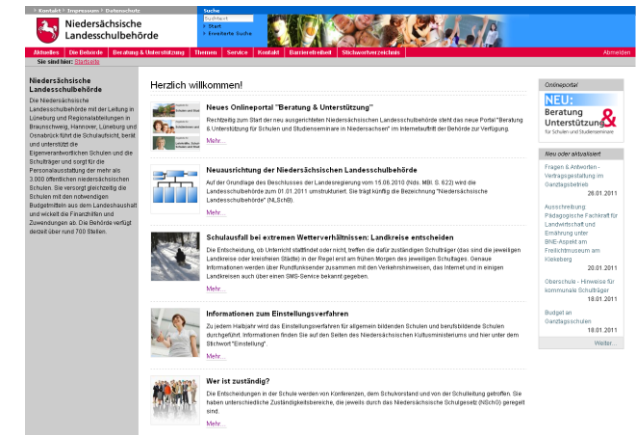 Kontakt Impressum Datenschutz
Suche
Suchtext
Start
Erweiterte Suche
Niedersächsische
Landesschulbehörde
Aktuelles Die Behörde Beratung & Unterstützung Themen Service Kontakt Barrierefreiheit Stichwortverzeichnis Abmelden
Sie sind hier: Startseite
Niedersächsische
Landesschulbehörde
Die Niedersächsische
Landesschulbehörde mit der Leitung in
Lüneburg und Regionalabteilungen in
Braunschweig, Hannover, Lüneburg und
Osnabrück führt die Schulaufsicht, berät
und unterstützt die
Eigenverantwortlichen Schulen und die
Schulträger und sorgt für die
Personalausstattung der mehr als
3.000 öffentlichen niedersächsischen
Schulen. Sie versorgt gleichzeitig die
Schulen mit den notwendigen
Budgetmitteln aus dem Landeshaushalt
und wickelt die Finanzhilfen und
Zuwendungen ab. Die Behörde verfügt
derzeit über rund 700 Stellen.
Herzlich willkommen!
Neues Onlineportal "Beratung & Unterstützung"
Rechtzeitig zum Start der neu ausgerichteten Niedersächsischen Landesschulbehörde steht das neue Portal "Beratung
& Unterstützung für Schulen und Studienseminare in Niedersachsen" im Internetauftritt der Behörde zur Verfügung.
Mehr...
Neuausrichtung der Niedersächsischen Landesschulbehörde
Auf der Grundlage des Beschlusses der Landesregierung vom 15.06.2010 (Nds. MBl. S. 622) wird die
Landesschulbehörde zum 01.01.2011 umstrukturiert. Sie trägt künftig die Bezeichnung "Niedersächsische
Landesschulbehörde" (NLSchB).
Mehr...
Schulausfall bei extremen Wetterverhältnissen: Landkreise entscheiden
Die Entscheidung, ob Unterricht stattfindet oder nicht, treffen die dafür zuständigen Schulträger (das sind die jeweiligen
Landkreise oder kreisfreien Städte) in der Regel erst am frühen Morgen des jeweiligen Schultages. Genaue
Informationen werden über Rundfunksender zusammen mit den Verkehrshinweisen, das Internet und in einigen
Landkreisen auch über einen SMS-Service bekannt gegeben.
Mehr...
Informationen zum Einstellungsverfahren
Zu jedem Halbjahr wird das Einstellungsverfahren für allgemein bildenden Schulen und berufsbildende Schulen
durchgeführt. Informationen finden Sie auf den Seiten des Niedersächsischen Kultusministeriums und hier unter dem
Stichwort "Einstellung".
Mehr...
Wer ist zuständig?
Die Entscheidungen in der Schule werden von Konferenzen, dem Schulvorstand und von der Schulleitung getroffen. Sie
haben unterschiedliche Zuständigkeitsbereiche, die jeweils durch das Niedersächsische Schulgesetz (NSchG) geregelt
sind.
Mehr...
Onlineportal
NEU:
Beratung
Unterstützung &
für Schulen und Studienseminare
Neu oder aktualisiert
Fragen & Antworten -
Vertragsgestaltung im
Ganztagsbetrieb
26.01.2011
Ausschreibung:
Pädagogische Fachkraft für
Landwirtschaft und
Ernährung unter
BNE-Aspekt am
Freilichtmuseum am
Kiekeberg
20.01.2011
Oberschule - Hinweise für
kommunale Schulträger
18.01.2011
Budget an
Ganztagsschulen
18.01.2011
Weiter...